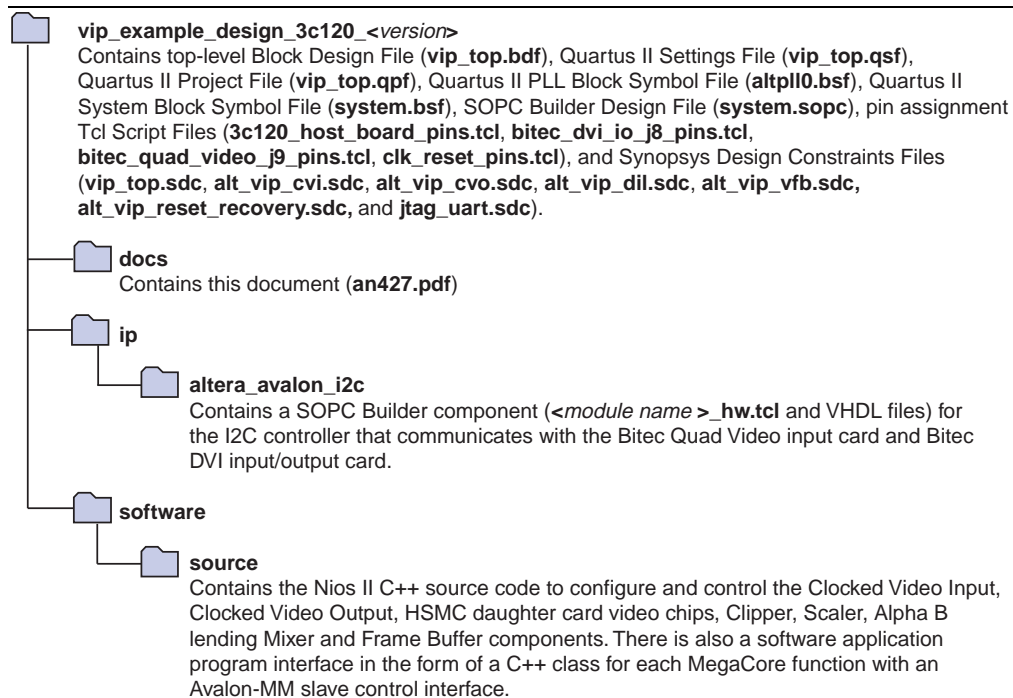 vip_example_design_3c120_<version>
Contains top-level Block Design File (vip_top.bdf), Quartus II Settings File (vip_top.qsf),
Quartus II Project File (vip_top.qpf), Quartus II PLL Block Symbol File (altpll0.bsf), Quartus II
System Block Symbol File (system.bsf), SOPC Builder Design File (system.sopc), pin assignment
Tcl Script Files (3c120_host_board_pins.tcl, bitec_dvi_io_j8_pins.tcl,
bitec_quad_video_j9_pins.tcl, clk_reset_pins.tcl), and Synopsys Design Constraints Files
(vip_top.sdc, alt_vip_cvi.sdc, alt_vip_cvo.sdc, alt_vip_dil.sdc, alt_vip_vfb.sdc,
alt_vip_reset_recovery.sdc, and jtag_uart.sdc).
docs
Contains this document (an427.pdf)
ip
altera_avalon_i2c
Contains a SOPC Builder component (<module name >_hw.tcl and VHDL files) for
the I2C controller that communicates with the Bitec Quad Video input card and Bitec
DVI input/output card.
software
source
Contains the Nios II C++ source code to configure and control the Clocked Video Input,
Clocked Video Output, HSMC daughter card video chips, Clipper, Scaler, Alpha B
lending Mixer and Frame Buffer components. There is also a software application
program interface in the form of a C++ class for each MegaCore function with an
Avalon-MM slave control interface.